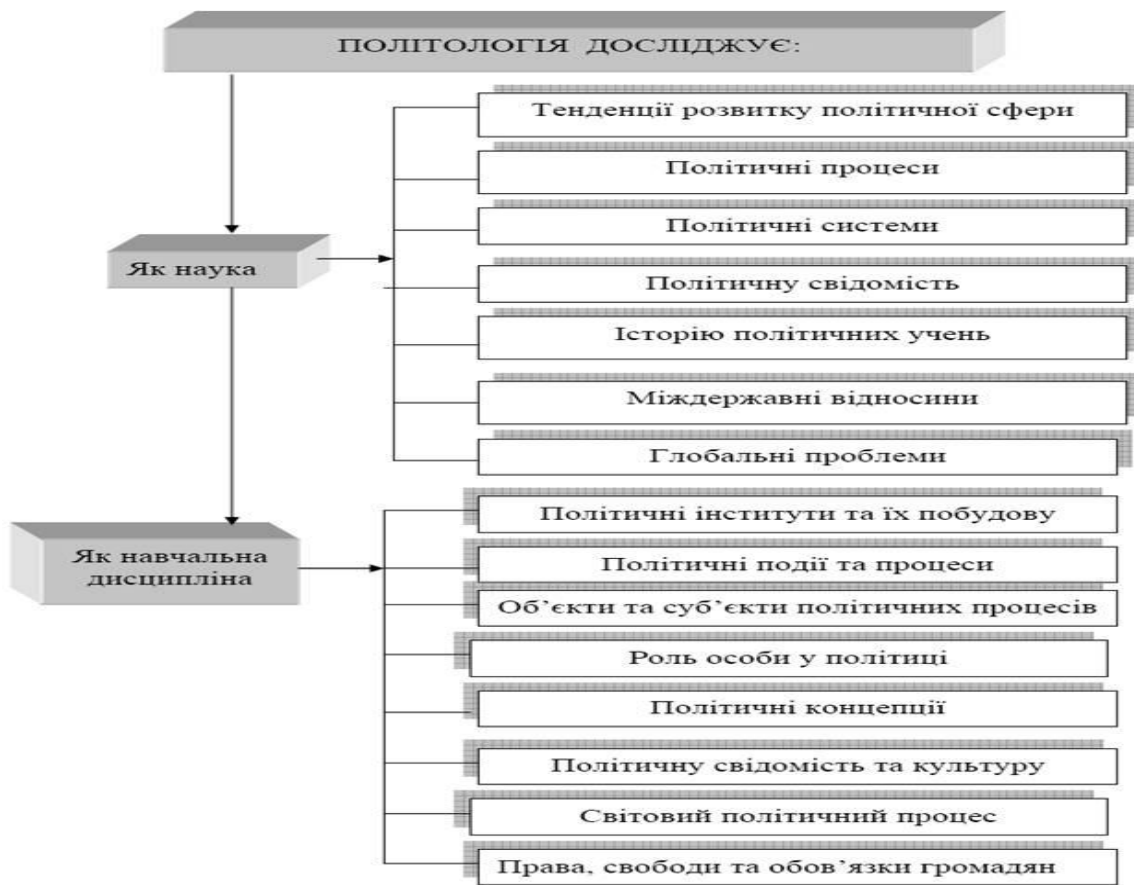 ПОЛІТОЛОГІЯ ДОСЛІДЖУЄ:
Тенденції розвитку політичної сфери
Політичні процеси
Політичні системи
Як наука
Політичну свідомість
Історію політичних учень
Міждержавні відносини
Глобальні проблеми
Політичні інститути та їх побудову
Як навчальна
дисципліна
Політичні події та процеси
Об’єкти та суб’єкти політичних процесів
Роль особи у політиці
Політичні концепції
Політичну свідомість та культуру
Світовий політичний процес
Права, свободи та обов’язки громадян